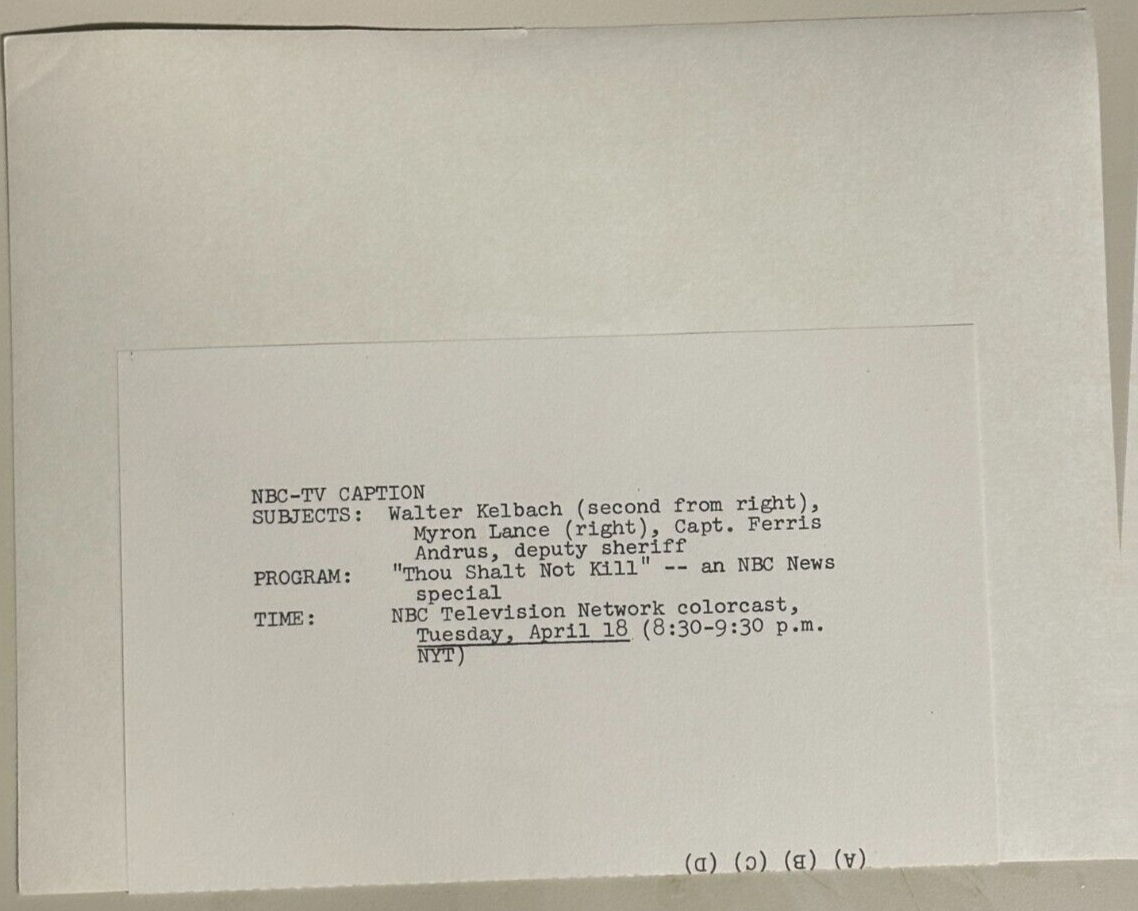 NBC-TV CAPTION
SUBJECTS: Walter Kelbach (second from right),
Myron Lance (right), Capt. Ferris
Andrus, deputy sheriff
PROGRAM: "Thou Shalt Not Kill" -- an NBC News
special
TIME: NBC Television Network colorcast,
Tuesday, April 18 (8:30-9:30 p.m.
NYT)
(A) (B) (C) (D)